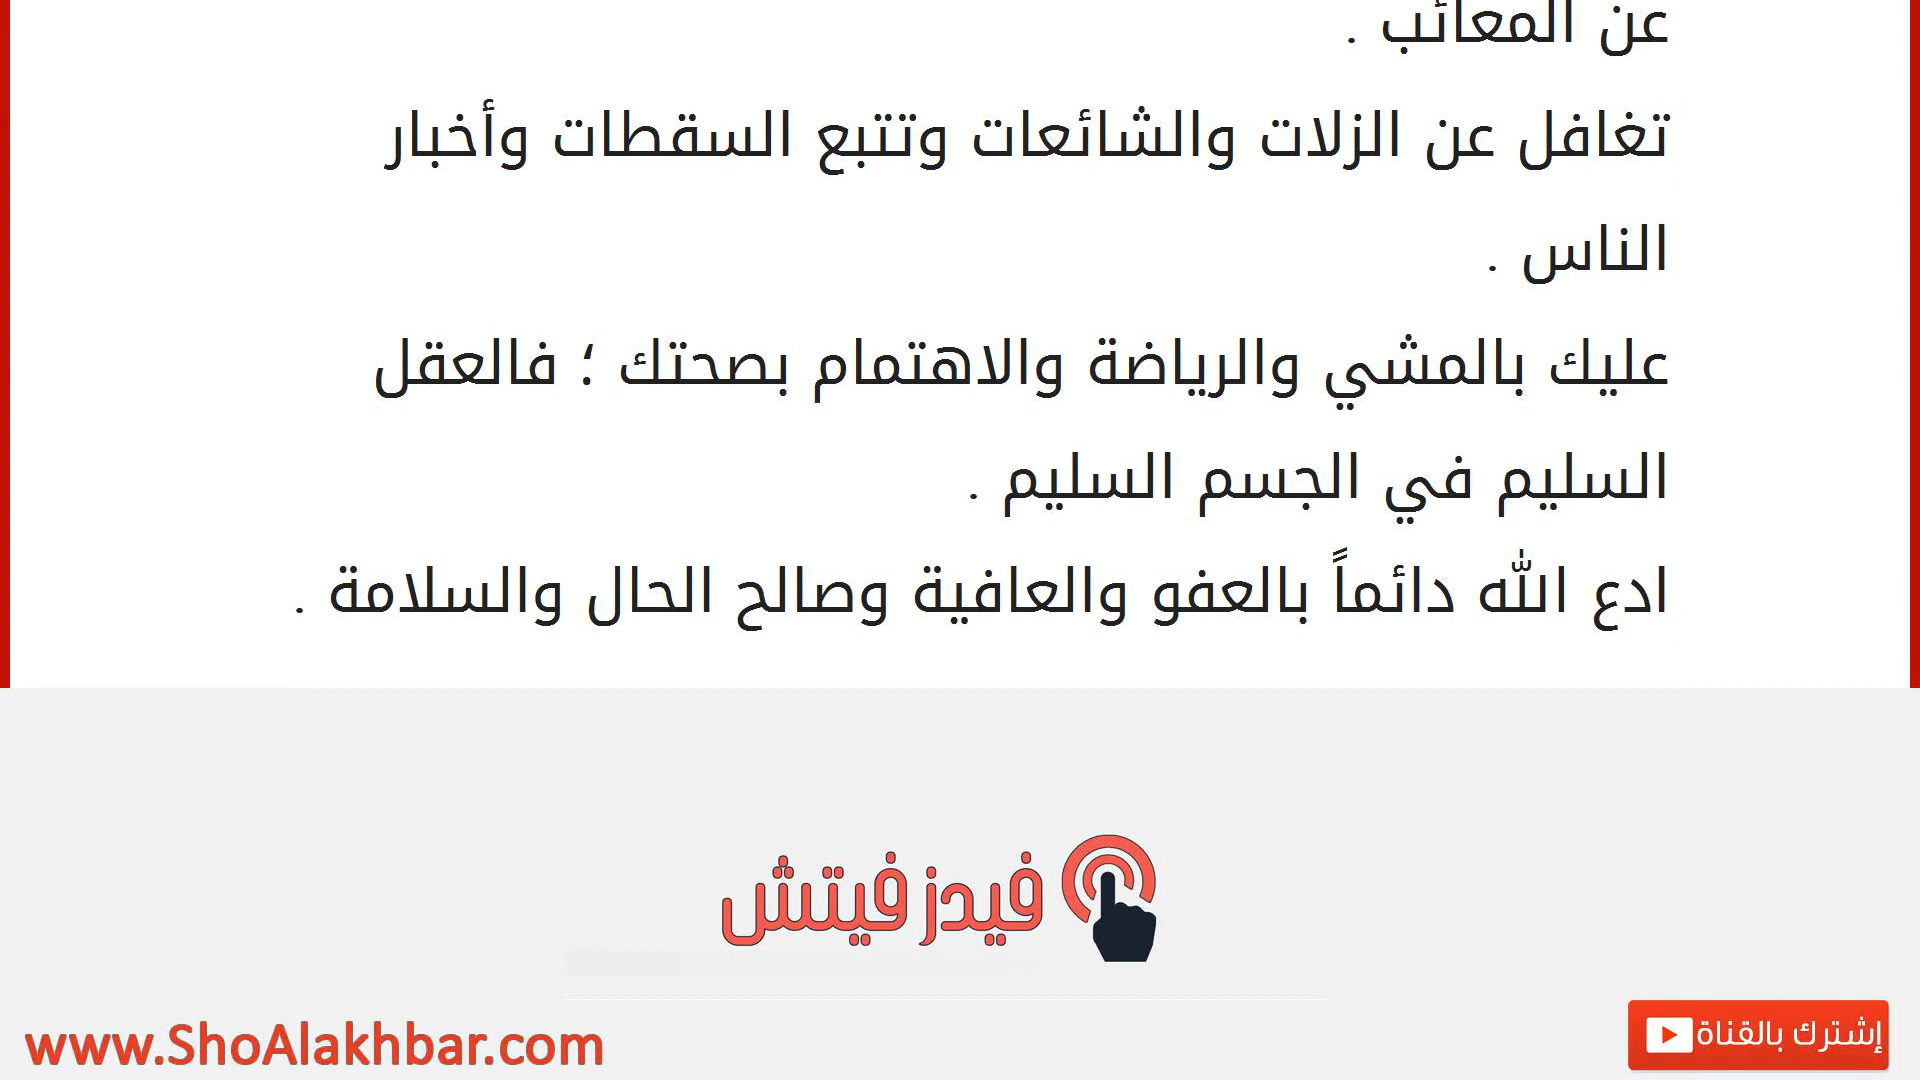 عن المعائب .
تغافل عن الزلات والشائعات وتتبع السقطات وأخبار
الناس .
عليك بالمشي والرياضة والاهتمام بصحتك ؛ فالعقل
السليم في الجسم السليم .
ادع الله دائماً بالعفو والعافية وصالح الحال والسلامة .
فيدز فيتش
www.ShoAlakhbar.com
إشترك بالقناة